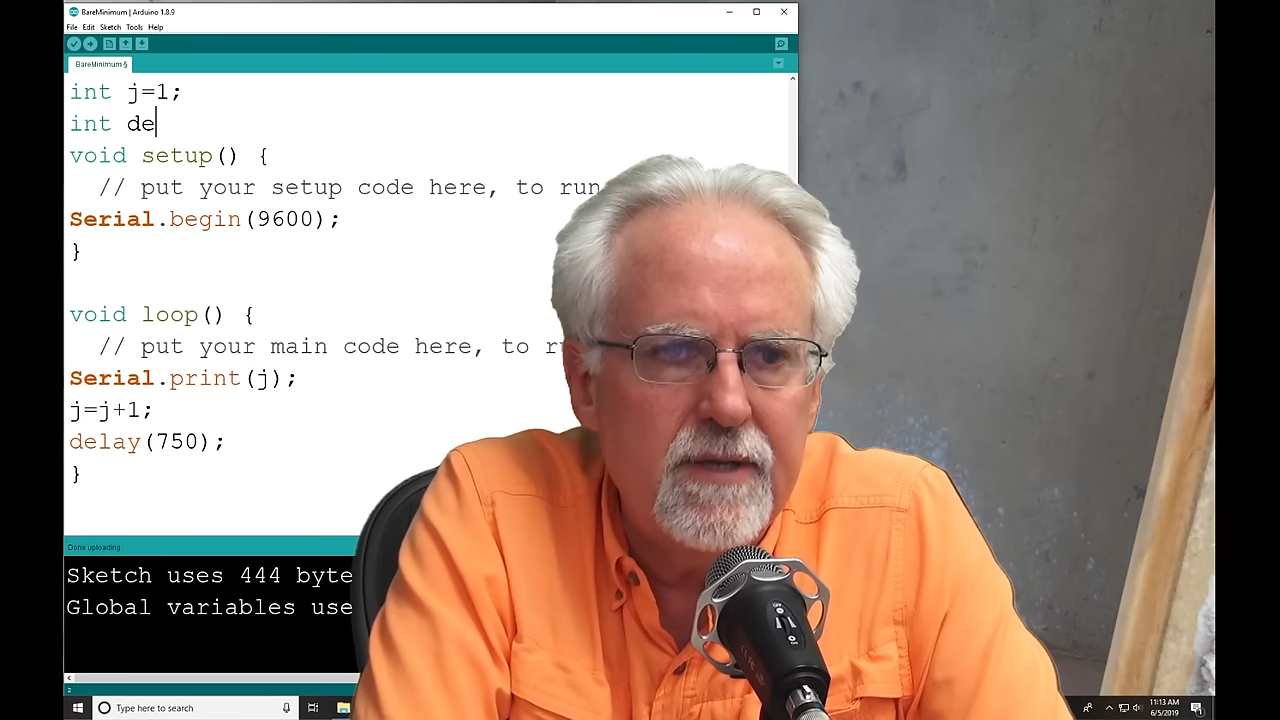 BareMinimum | Arduino 1.8.9
File Edit Sketch Tools Help
BareMinimum §
int j=1;
int de
void setup() {
// put your setup code here, to run
Serial.begin(9600);
}
void loop() {
// put your main code here, to
Serial.print(j);
j=j+1;
delay(750);
}
Done uploading.
Sketch uses 444 byte
Global variables use
2
Type here to search
11:13 AM
6/5/2019